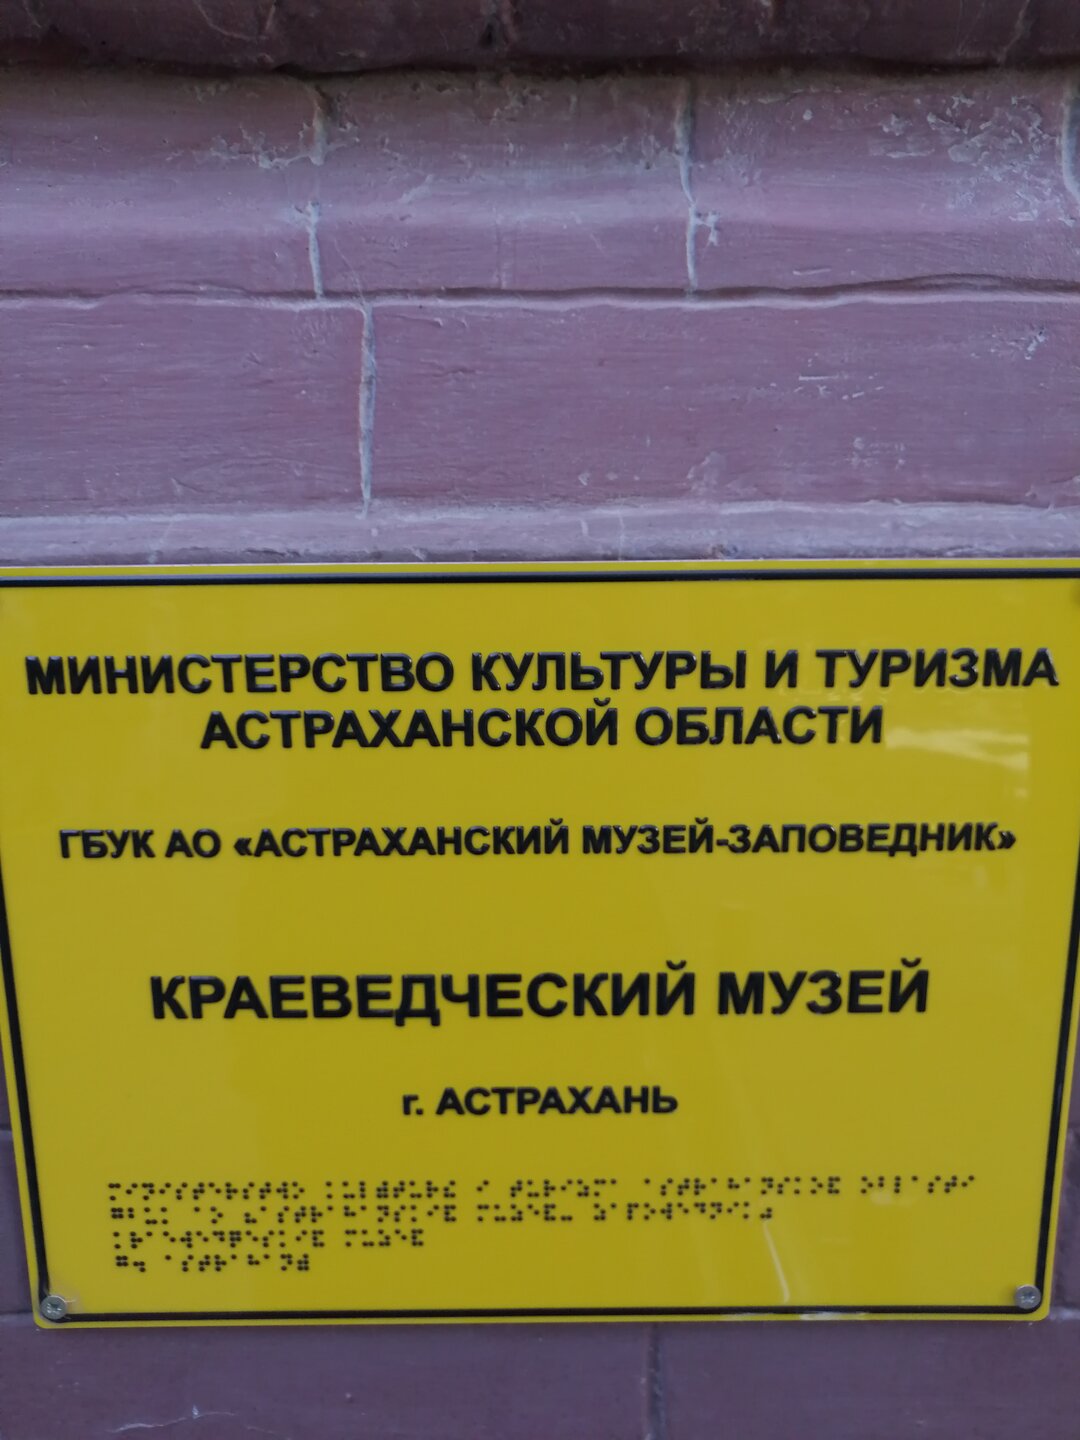 МИНИСТЕРСТВО КУЛЬТУРЫ И ТУРИЗМА
АСТРАХАНСКОЙ ОБЛАСТИ
ГБУК АО «АСТРАХАНСКИЙ МУЗЕЙ-ЗАПОВЕДНИК»
КРАЕВЕДЧЕСКИЙ МУЗЕЙ
г. АСТРАХАНЬ